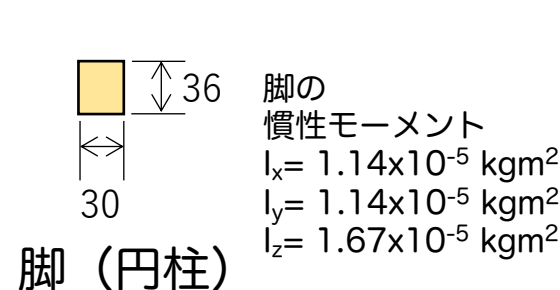 36
30
脚（円柱）
脚の
慣性モーメント
Ix= 1.14x10-5 kgm2
Iy= 1.14x10-5 kgm2
Iz= 1.67x10-5 kgm2